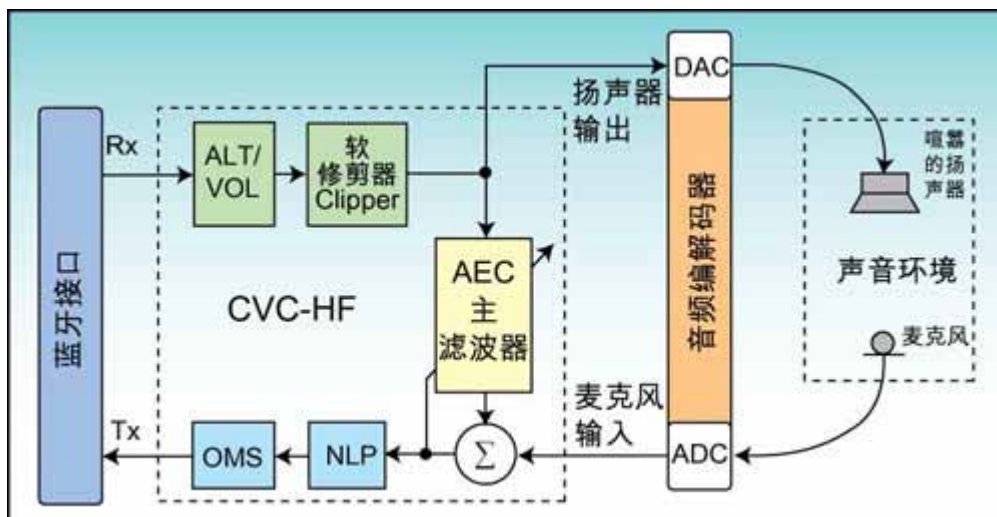 DAC
扬声器
输出
喧嚣
的扬
声器
Rx
ALT/
VOL
软
修剪器
Clipper
蓝牙接口
CVC-HF
AEC
主
滤波器
音频编解码器
声音环境
麦克风
麦克风
输入
Tx
OMS
NLP
Σ
ADC